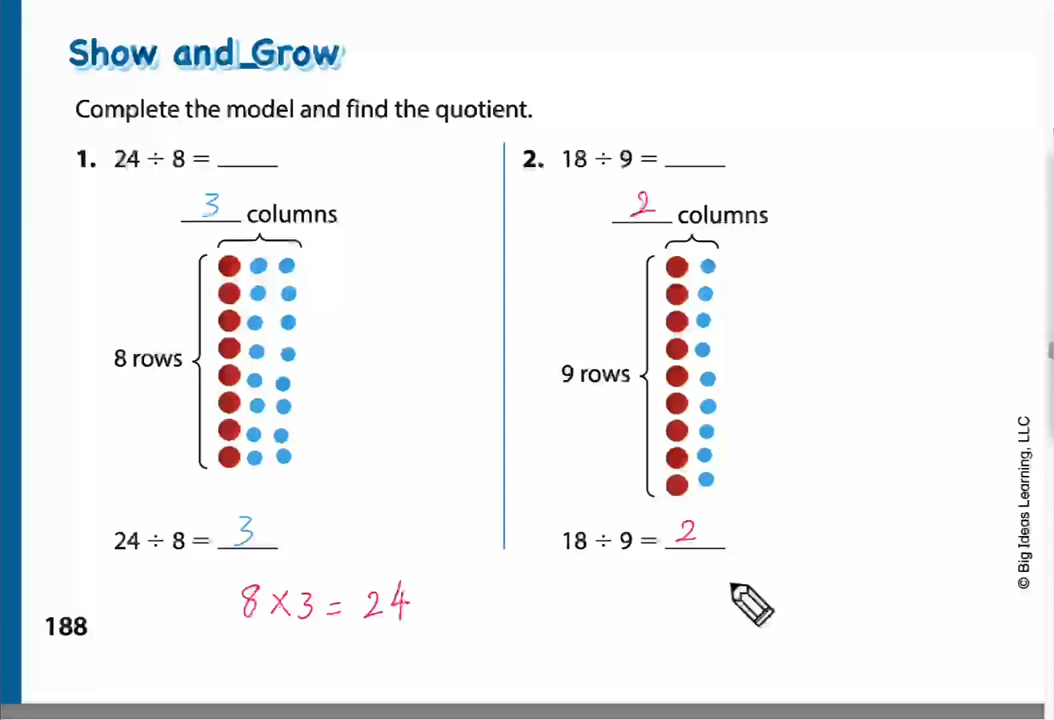 Show and Grow
Complete the model and find the quotient.
1. 24 ÷ 8 = ____
3 columns
8 rows
24 ÷ 8 = 3
8 × 3 = 24
2. 18 ÷ 9 = ____
2 columns
9 rows
18 ÷ 9 = 2
188
© Big Ideas Learning, LLC